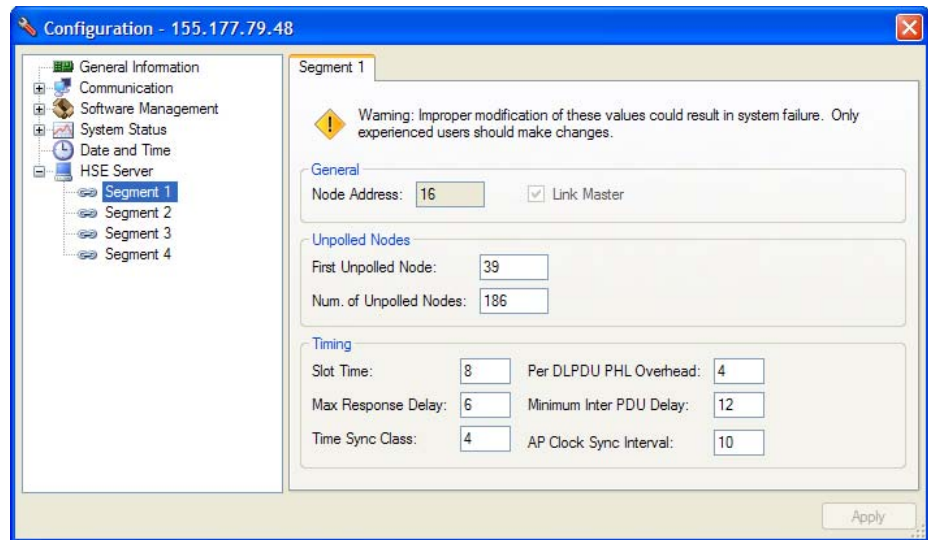 Configuration - 155.177.79.48
General Information
Communication
Software Management
System Status
Date and Time
HSE Server
Segment 1
Segment 2
Segment 3
Segment 4
Segment 1
Warning: Improper modification of these values could result in system failure. Only
experienced users should make changes.
General
Node Address: 16 Link Master
Unpolled Nodes
First Unpolled Node: 39
Num. of Unpolled Nodes: 186
Timing
Slot Time: 8 Per DLPDU PHL Overhead: 4
Max Response Delay: 6 Minimum Inter PDU Delay: 12
Time Sync Class: 4 AP Clock Sync Interval: 10
Apply